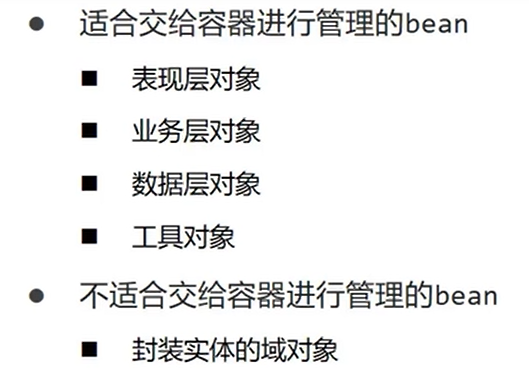 ● 适合交给容器进行管理的bean
■ 表现层对象
■ 业务层对象
■ 数据层对象
■ 工具对象
● 不适合交给容器进行管理的bean
■ 封装实体的域对象